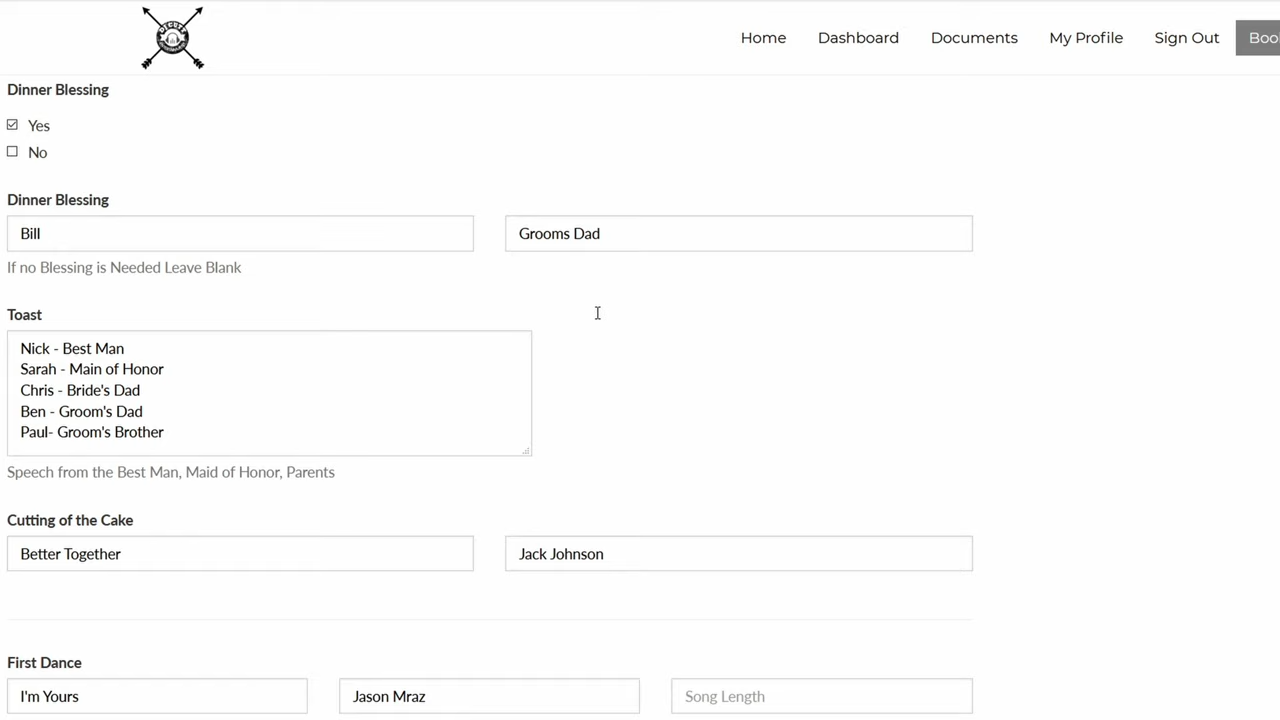 Home Dashboard Documents My Profile Sign Out Boo
Dinner Blessing
Yes
No
Dinner Blessing
Bill Grooms Dad
If no Blessing is Needed Leave Blank
Toast
Nick - Best Man
Sarah - Main of Honor
Chris - Bride's Dad
Ben - Groom's Dad
Paul- Groom's Brother
Speech from the Best Man, Maid of Honor, Parents
Cutting of the Cake
Better Together Jack Johnson
First Dance
I'm Yours Jason Mraz Song Length